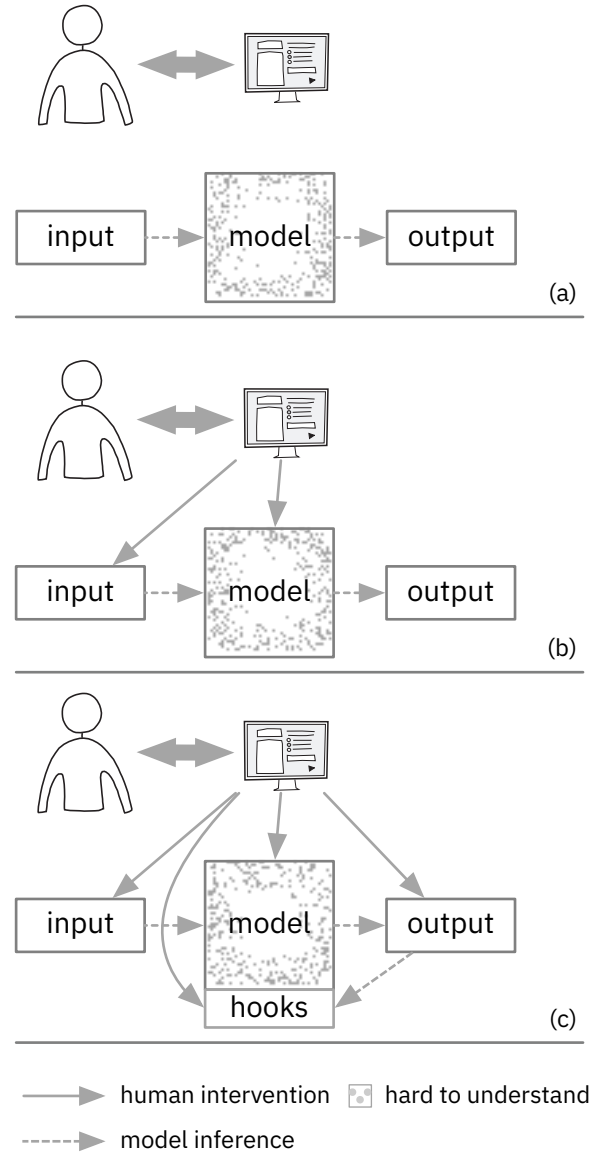 input model output
(a)
input model output
(b)
input model output
hooks
(c)
human intervention hard to understand
model inference